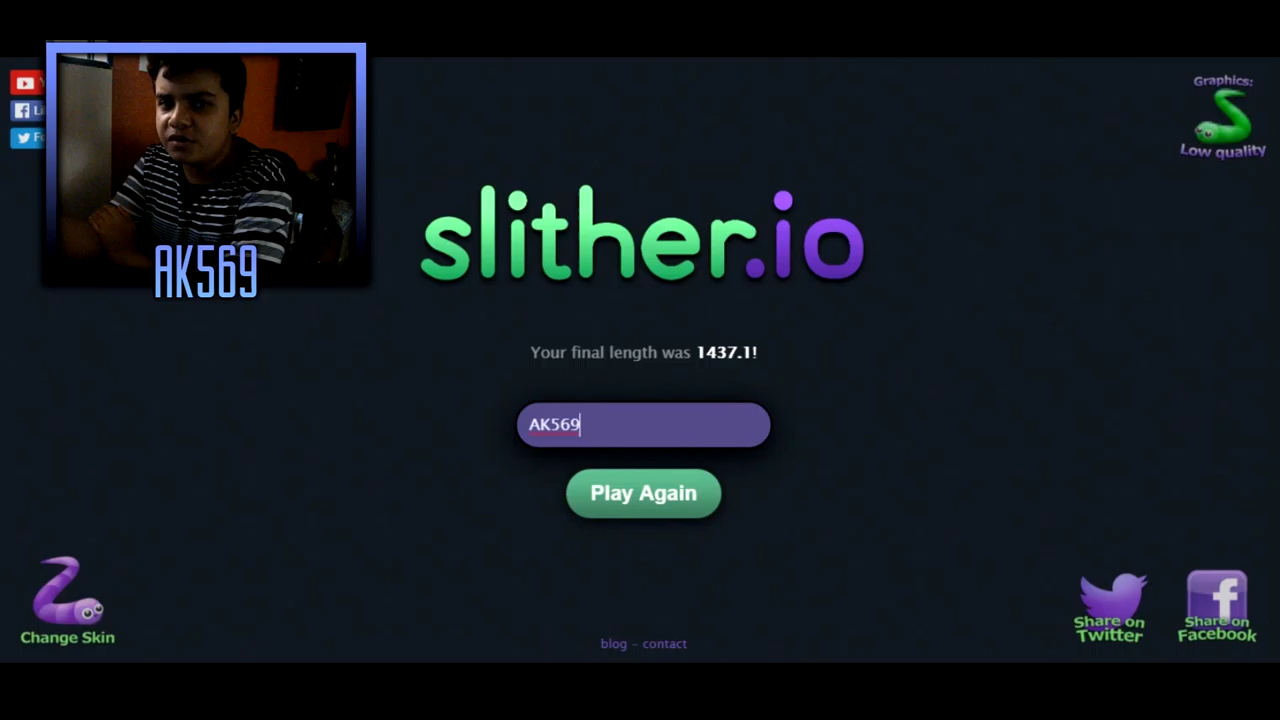 Graphics:
Low quality
AK569
slither.io
Your final length was 1437.1!
AK569
Play Again
Change Skin
Share on
Twitter
Share on
Facebook
blog - contact